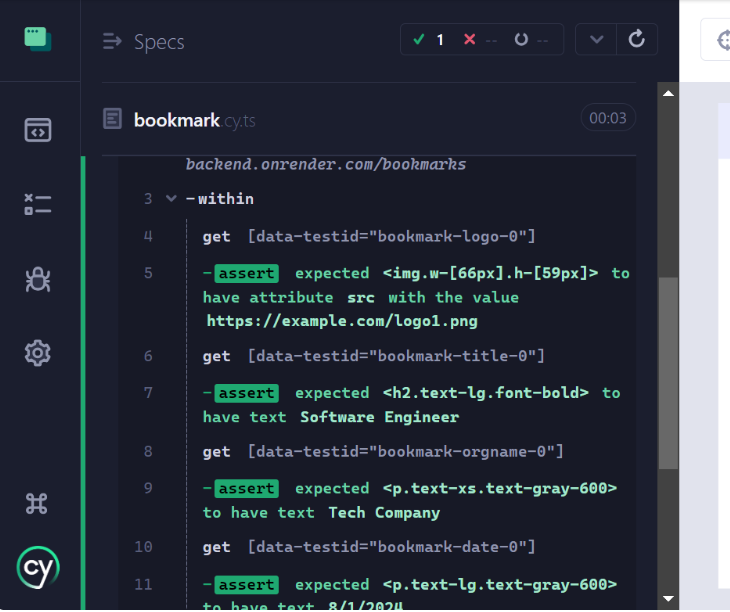 Specs
1 -- --
bookmark.cy.ts
00:03
backend.onrender.com/bookmarks
3 -within
4 get [data-testid="bookmark-logo-0"]
5 -assert expected <img.w-[66px].h-[59px]> to
have attribute src with the value
https://example.com/logo1.png
6 get [data-testid="bookmark-title-0"]
7 -assert expected <h2.text-lg.font-bold> to
have text Software Engineer
8 get [data-testid="bookmark-orgname-0"]
9 -assert expected <p.text-xs.text-gray-600>
to have text Tech Company
10 get [data-testid="bookmark-date-0"]
11 -assert expected <p.text-lg.text-gray-600>
to have text 8/1/2024
cy